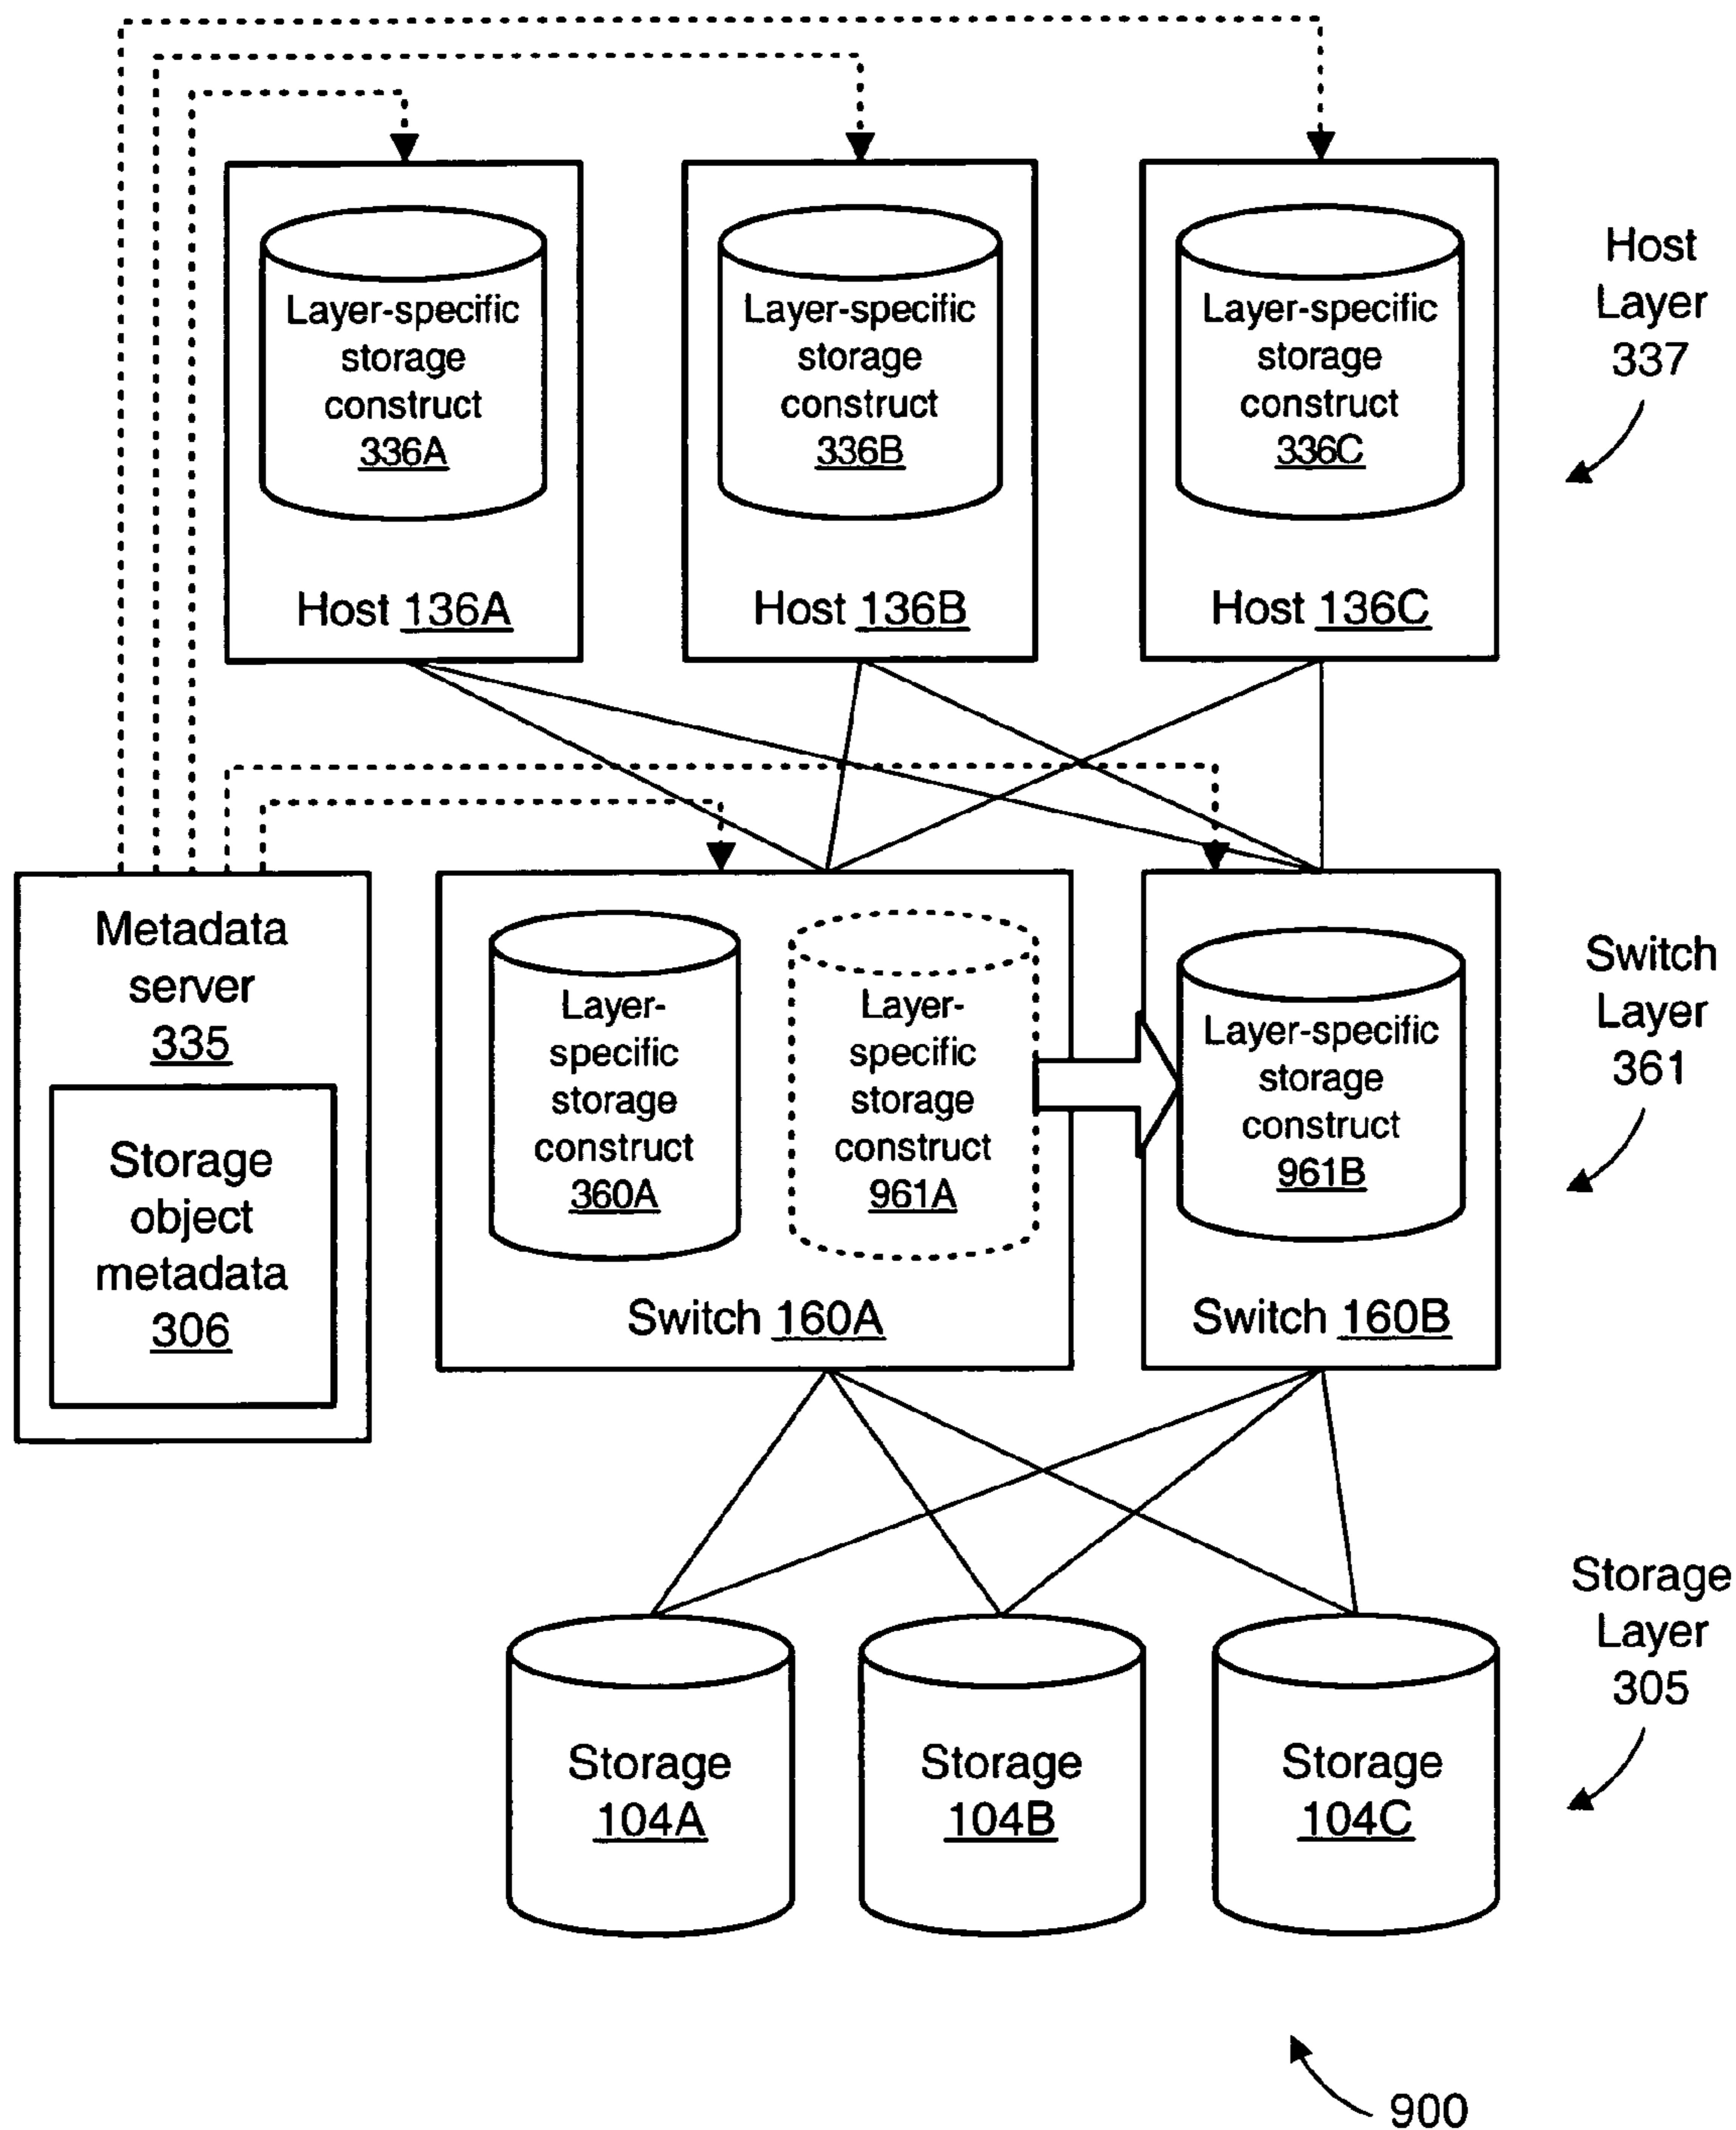 Layer-specific
storage
construct
336A
Host 136A
Layer-specific
storage
construct
336B
Host 136B
Layer-specific
storage
construct
336C
Host 136C
Host
Layer
337
Metadata
server
335
Storage
object
metadata
306
Layer-
specific
storage
construct
360A
Layer-
specific
storage
construct
961A
Switch 160A
Layer-specific
storage
construct
961B
Switch 160B
Switch
Layer
361
Storage
104A
Storage
104B
Storage
104C
Storage
Layer
305
900